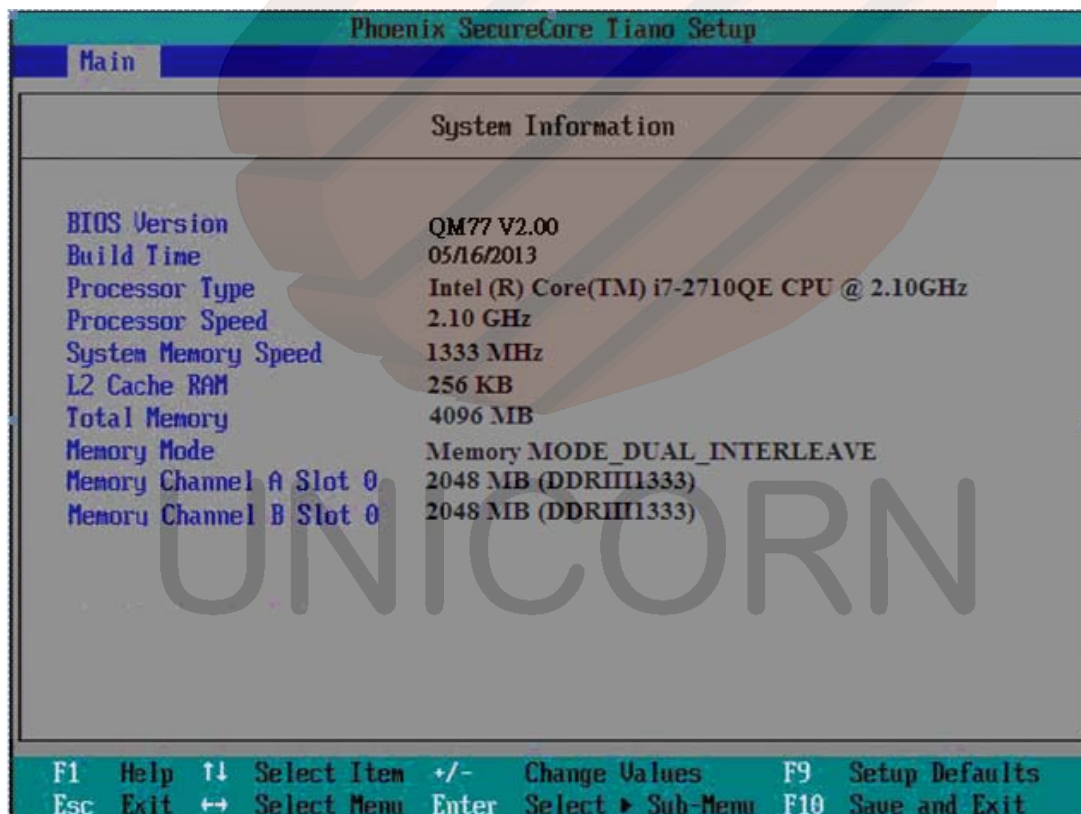 Phoenix SecureCore Tiano Setup
Main
System Information
BIOS Version QM77 V2.00
Build Time 05/16/2013
Processor Type Intel (R) Core(TM) i7-2710QE CPU @ 2.10GHz
Processor Speed 2.10 GHz
System Memory Speed 1333 MHz
L2 Cache RAM 256 KB
Total Memory 4096 MB
Memory Mode Memory MODE_DUAL_INTERLEAVE
Memory Channel A Slot 0 2048 MB (DDRIII1333)
Memory Channel B Slot 0 2048 MB (DDRIII1333)
UNICORN
F1 Help ↑↓ Select Item +/- Change Values F9 Setup Defaults
Esc Exit ↔ Select Menu Enter Select ▶ Sub-Menu F10 Save and Exit